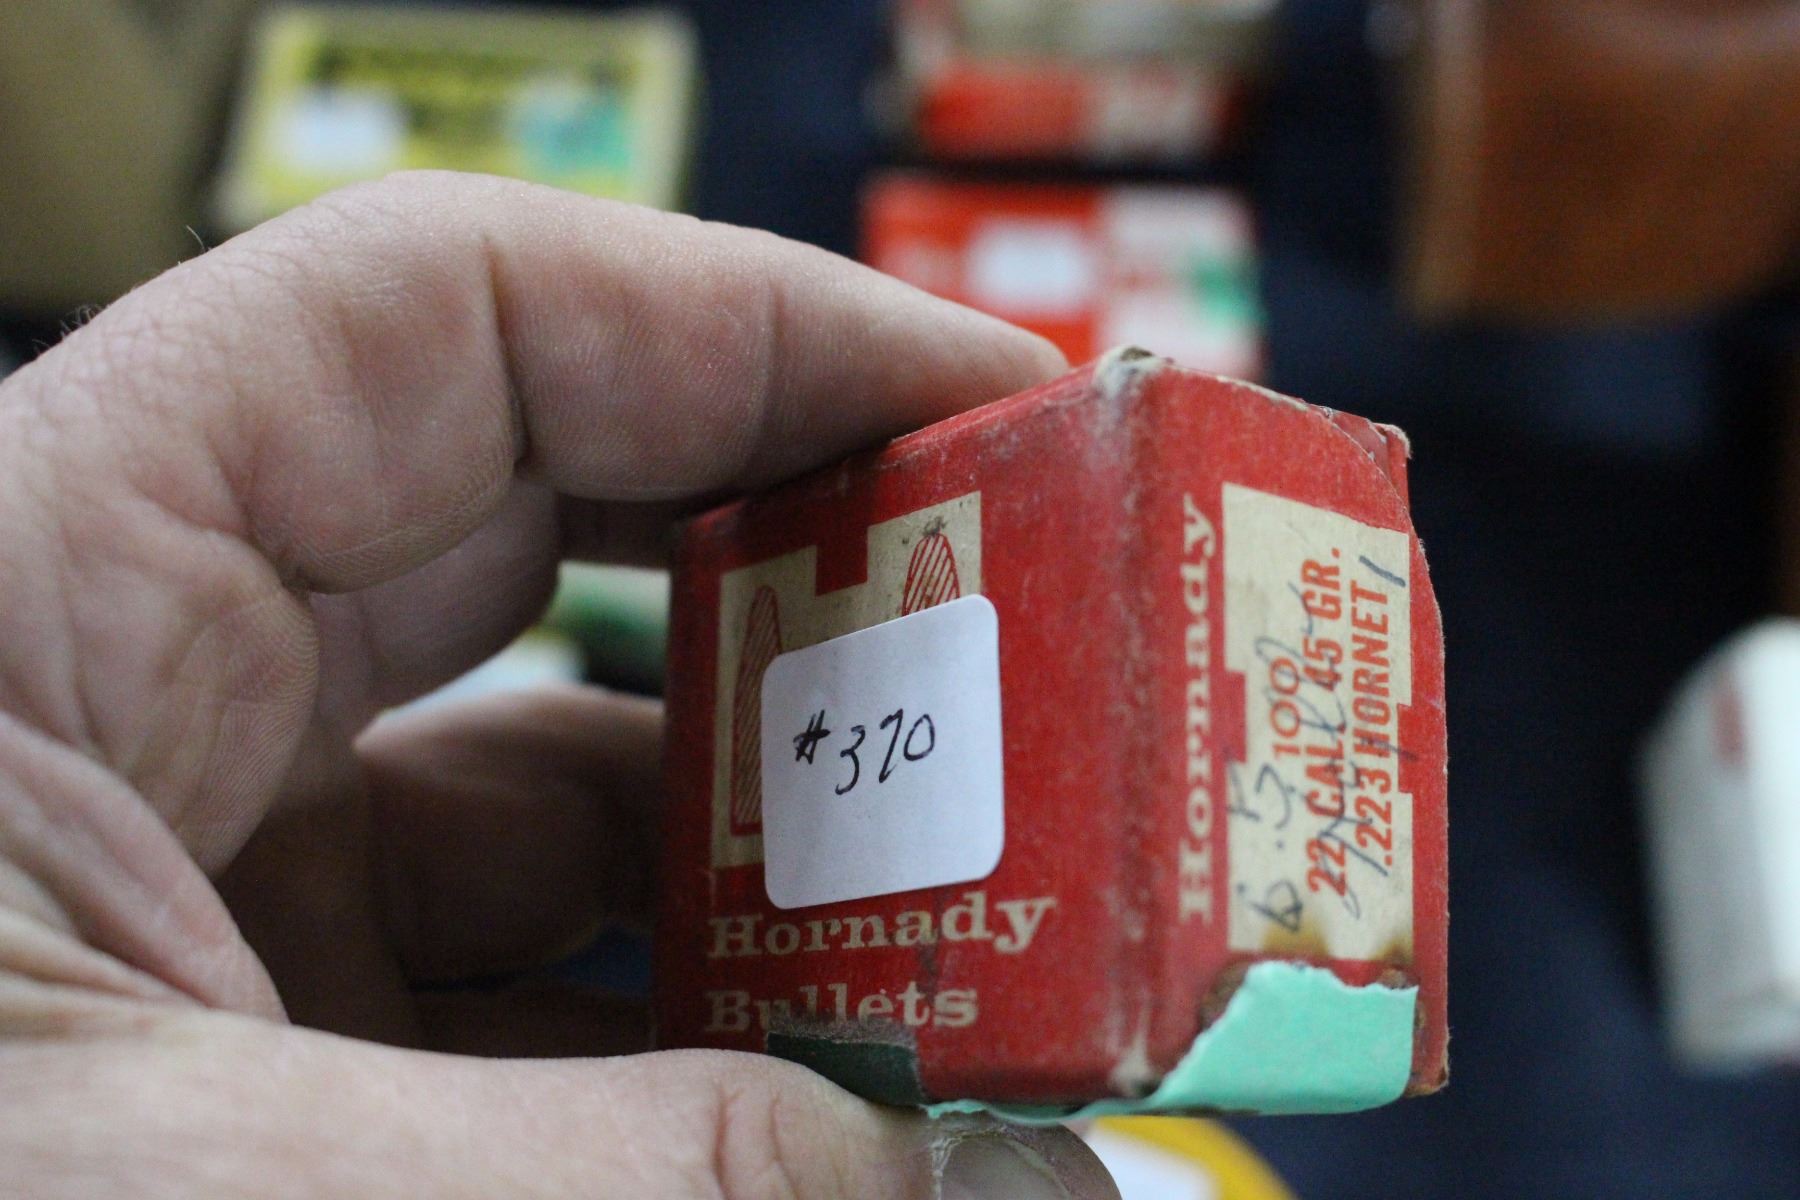 #370
Hornady
Bullets
Hornady
100
22 CAL. 45 GR.
.223 HORNET